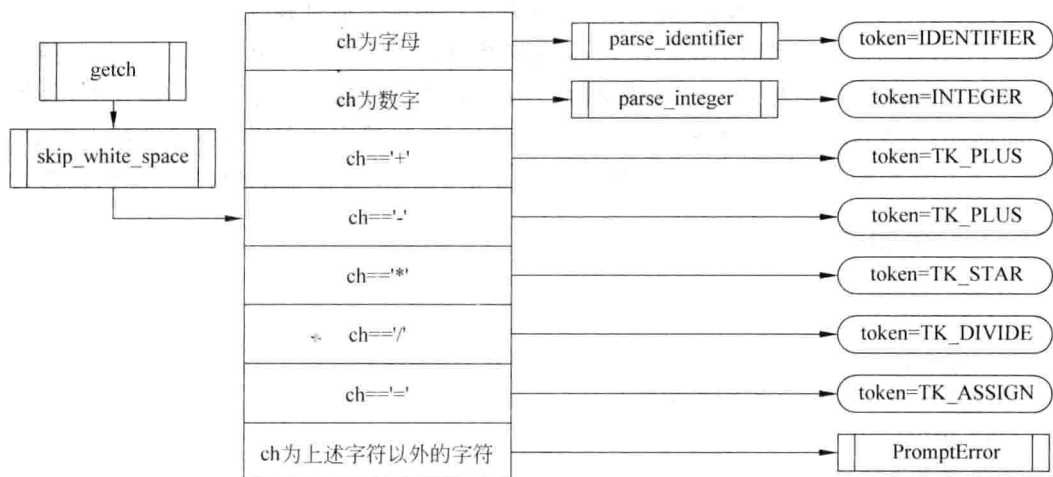 getch
skip_white_space
ch为字母
parse_identifier
token=IDENTIFIER
ch为数字
parse_integer
token=INTEGER
ch=='+'
token=TK_PLUS
ch=='-'
token=TK_PLUS
ch=='*'
token=TK_STAR
ch=='/'
token=TK_DIVIDE
ch=='='
token=TK_ASSIGN
ch为上述字符以外的字符
PromptError